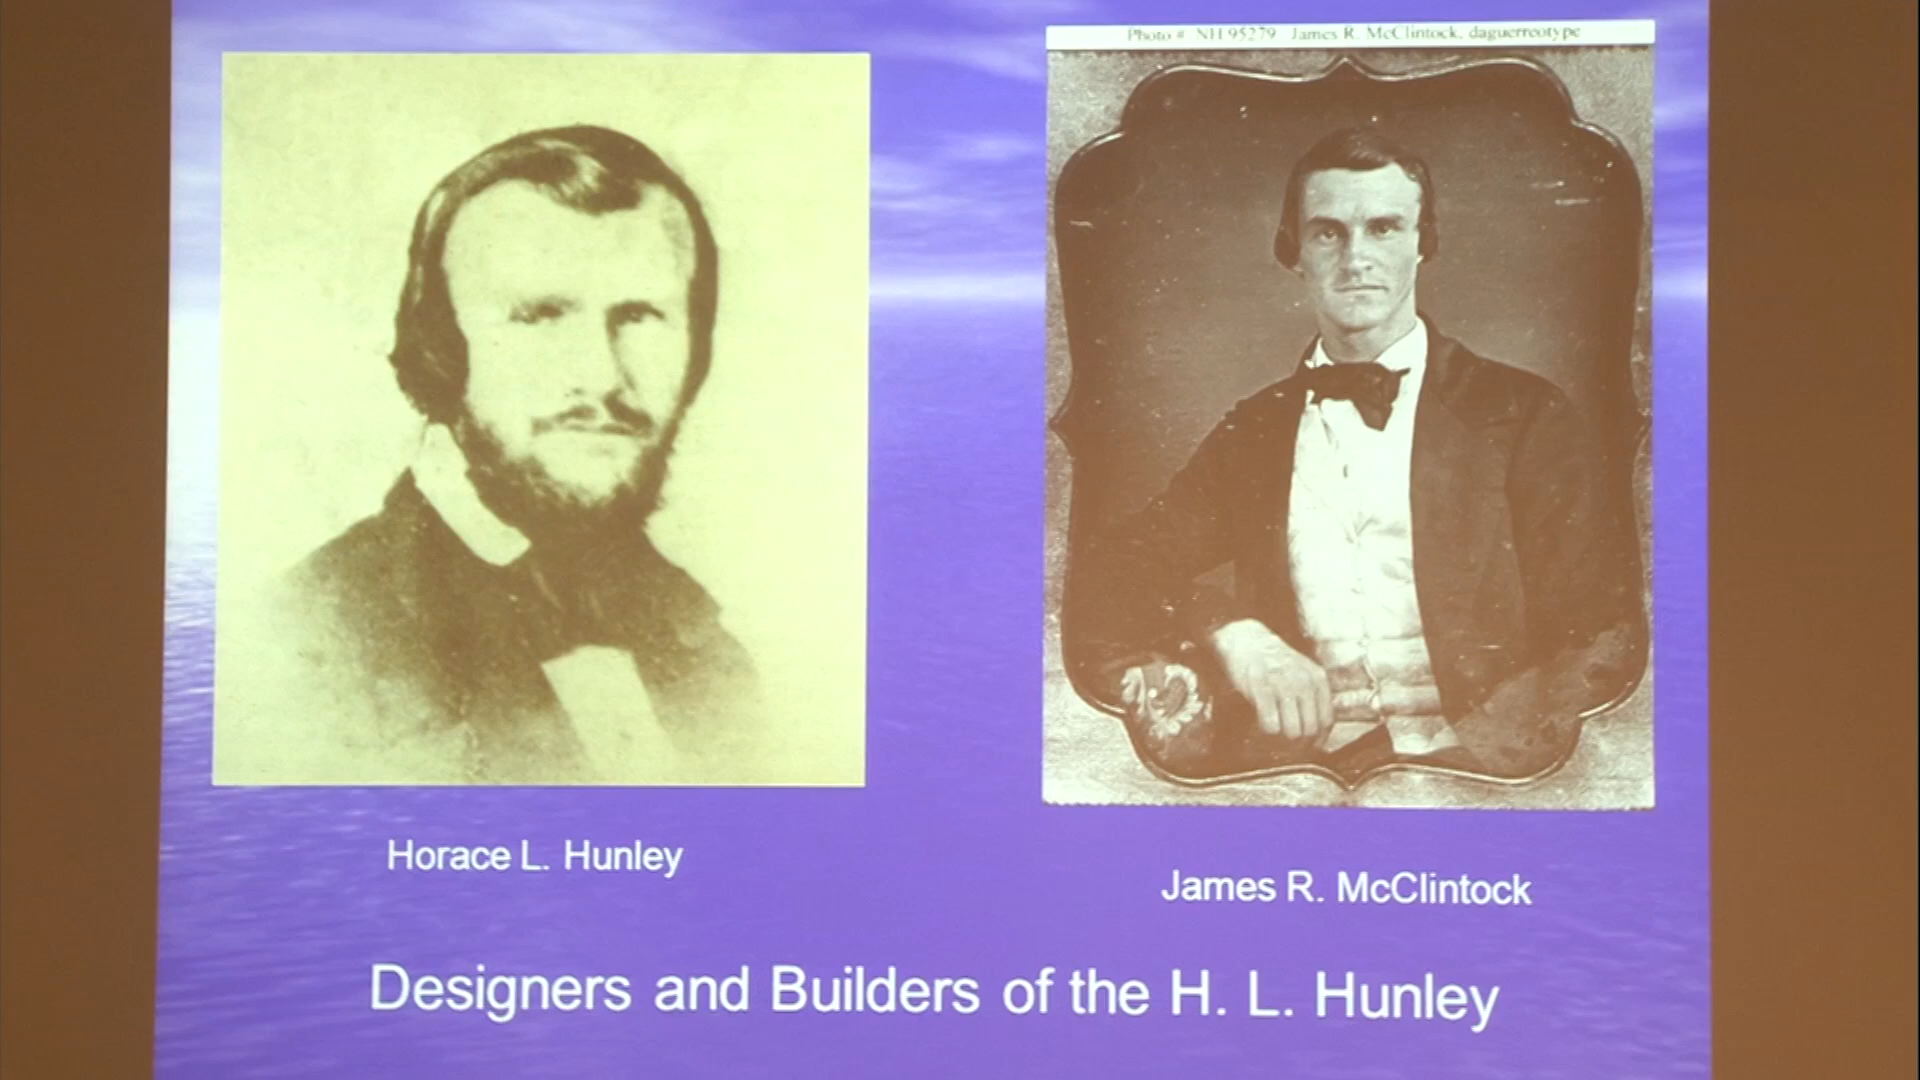 Photo # NH 95279 James R. McClintock, daguerreotype
Horace L. Hunley
James R. McClintock
Designers and Builders of the H. L. Hunley